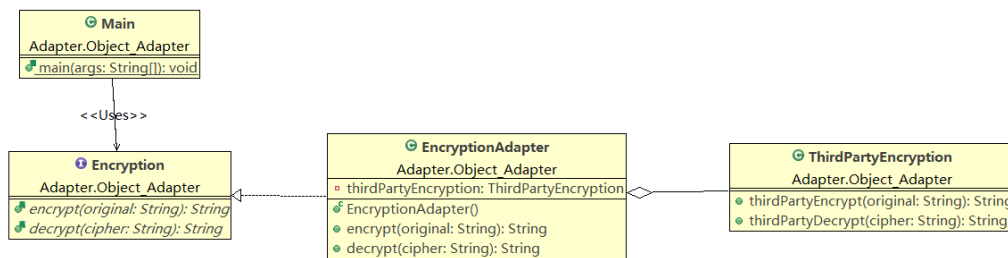 Main
Adapter.Object_Adapter
main(args: String[]): void
<<Uses>>
Encryption
Adapter.Object_Adapter
encrypt(original: String): String
decrypt(cipher: String): String
EncryptionAdapter
Adapter.Object_Adapter
thirdPartyEncryption: ThirdPartyEncryption
EncryptionAdapter()
encrypt(original: String): String
decrypt(cipher: String): String
ThirdPartyEncryption
Adapter.Object_Adapter
thirdPartyEncrypt(original: String): String
thirdPartyDecrypt(cipher: String): String